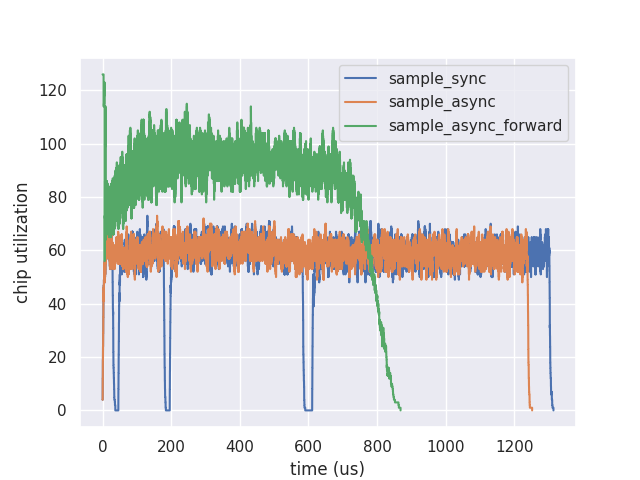 sample_sync
sample_async
sample_async_forward
120
100
80
60
40
20
0
chip utilization
0 200 400 600 800 1000 1200
time (us)